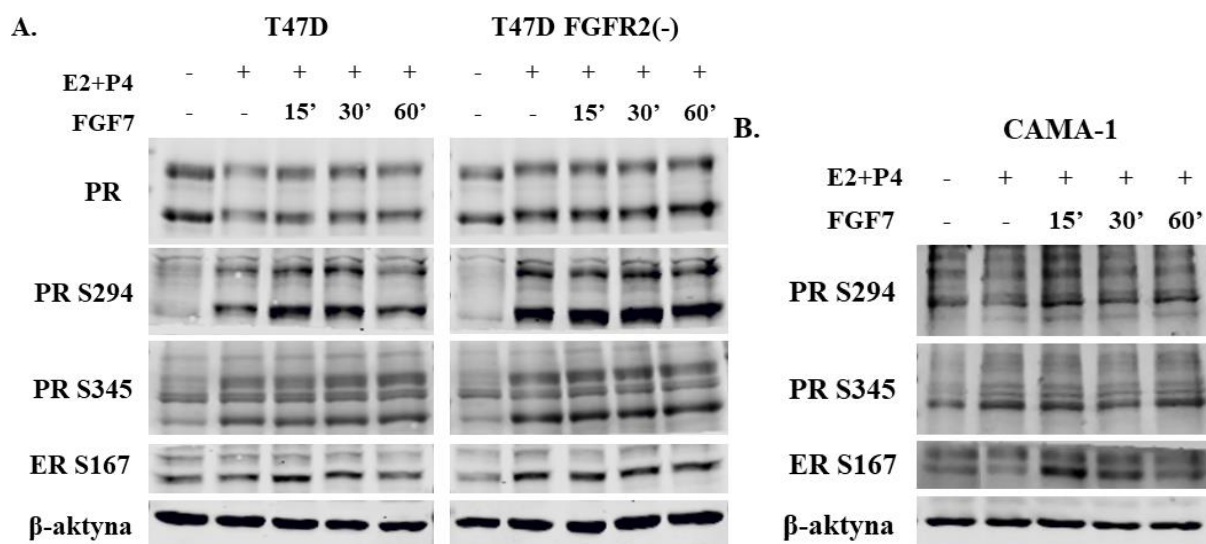 A.
T47D
T47D FGFR2(-)
E2+P4 - + + + + - + + + +
FGF7 - - 15’ 30’ 60’ - - 15’ 30’ 60’
PR
PR S294
PR S345
ER S167
β-aktyna
B.
CAMA-1
E2+P4 - + + + +
FGF7 - - 15’ 30’ 60’
PR S294
PR S345
ER S167
β-aktyna